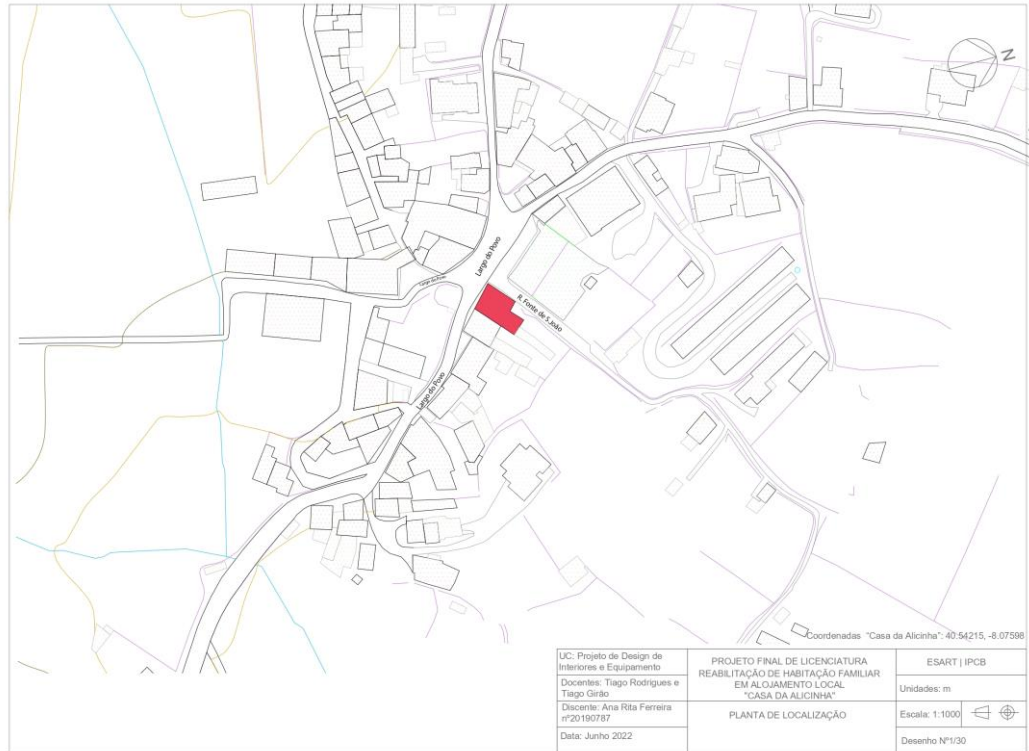 N
Largo do Povo
Largo do Povo
R. Fonte de S.João
Largo do Povo
Coordenadas "Casa da Alicinha": 40.54215, -8.07598
UC: Projeto de Design de
Interiores e Equipamento
Docentes: Tiago Rodrigues e
Tiago Girão
Discente: Ana Rita Ferreira
nº20190787
Data: Junho 2022
PROJETO FINAL DE LICENCIATURA
REABILITAÇÃO DE HABITAÇÃO FAMILIAR
EM ALOJAMENTO LOCAL
"CASA DA ALICINHA"
PLANTA DE LOCALIZAÇÃO
ESART | IPCB
Unidades: m
Escala: 1:1000
Desenho Nº1/30